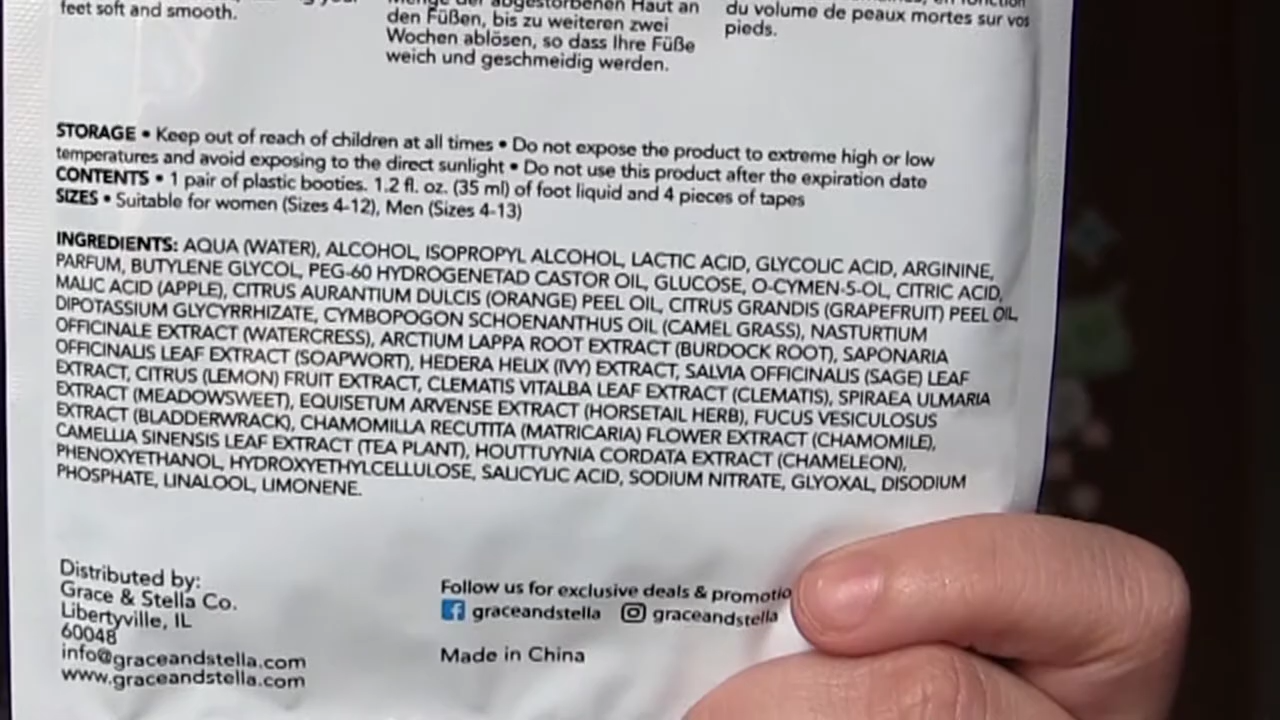 feet soft and smooth.
der abgestorbenen Haut an
den Füßen, bis zu weiteren zwei
Wochen ablösen, so dass Ihre Füße
weich und geschmeidig werden.
du volume de peaux mortes sur vos
pieds.
STORAGE • Keep out of reach of children at all times • Do not expose the product to extreme high or low
temperatures and avoid exposing to the direct sunlight • Do not use this product after the expiration date
CONTENTS • 1 pair of plastic booties. 1.2 fl. oz. (35 ml) of foot liquid and 4 pieces of tapes
SIZES • Suitable for women (Sizes 4-12), Men (Sizes 4-13)
INGREDIENTS: AQUA (WATER), ALCOHOL, ISOPROPYL ALCOHOL, LACTIC ACID, GLYCOLIC ACID, ARGININE,
PARFUM, BUTYLENE GLYCOL, PEG-60 HYDROGENETAD CASTOR OIL, GLUCOSE, O-CYMEN-5-OL, CITRIC ACID,
MALIC ACID (APPLE), CITRUS AURANTIUM DULCIS (ORANGE) PEEL OIL, CITRUS GRANDIS (GRAPEFRUIT) PEEL OIL,
DIPOTASSIUM GLYCYRRHIZATE, CYMBOPOGON SCHOENANTHUS OIL (CAMEL GRASS), NASTURTIUM
OFFICINALE EXTRACT (WATERCRESS), ARCTIUM LAPPA ROOT EXTRACT (BURDOCK ROOT), SAPONARIA
OFFICINALIS LEAF EXTRACT (SOAPWORT), HEDERA HELIX (IVY) EXTRACT, SALVIA OFFICINALIS (SAGE) LEAF
EXTRACT, CITRUS (LEMON) FRUIT EXTRACT, CLEMATIS VITALBA LEAF EXTRACT (CLEMATIS), SPIRAEA ULMARIA
EXTRACT (MEADOWSWEET), EQUISETUM ARVENSE EXTRACT (HORSETAIL HERB), FUCUS VESICULOSUS
EXTRACT (BLADDERWRACK), CHAMOMILLA RECUTITA (MATRICARIA) FLOWER EXTRACT (CHAMOMILE),
CAMELLIA SINENSIS LEAF EXTRACT (TEA PLANT), HOUTTUYNIA CORDATA EXTRACT (CHAMELEON),
PHENOXYETHANOL, HYDROXYETHYLCELLULOSE, SALICYLIC ACID, SODIUM NITRATE, GLYOXAL, DISODIUM
PHOSPHATE, LINALOOL, LIMONENE.
Distributed by:
Grace & Stella Co.
Libertyville, IL
60048
info@graceandstella.com
www.graceandstella.com
Follow us for exclusive deals & promotio
graceandstella graceandstella
Made in China